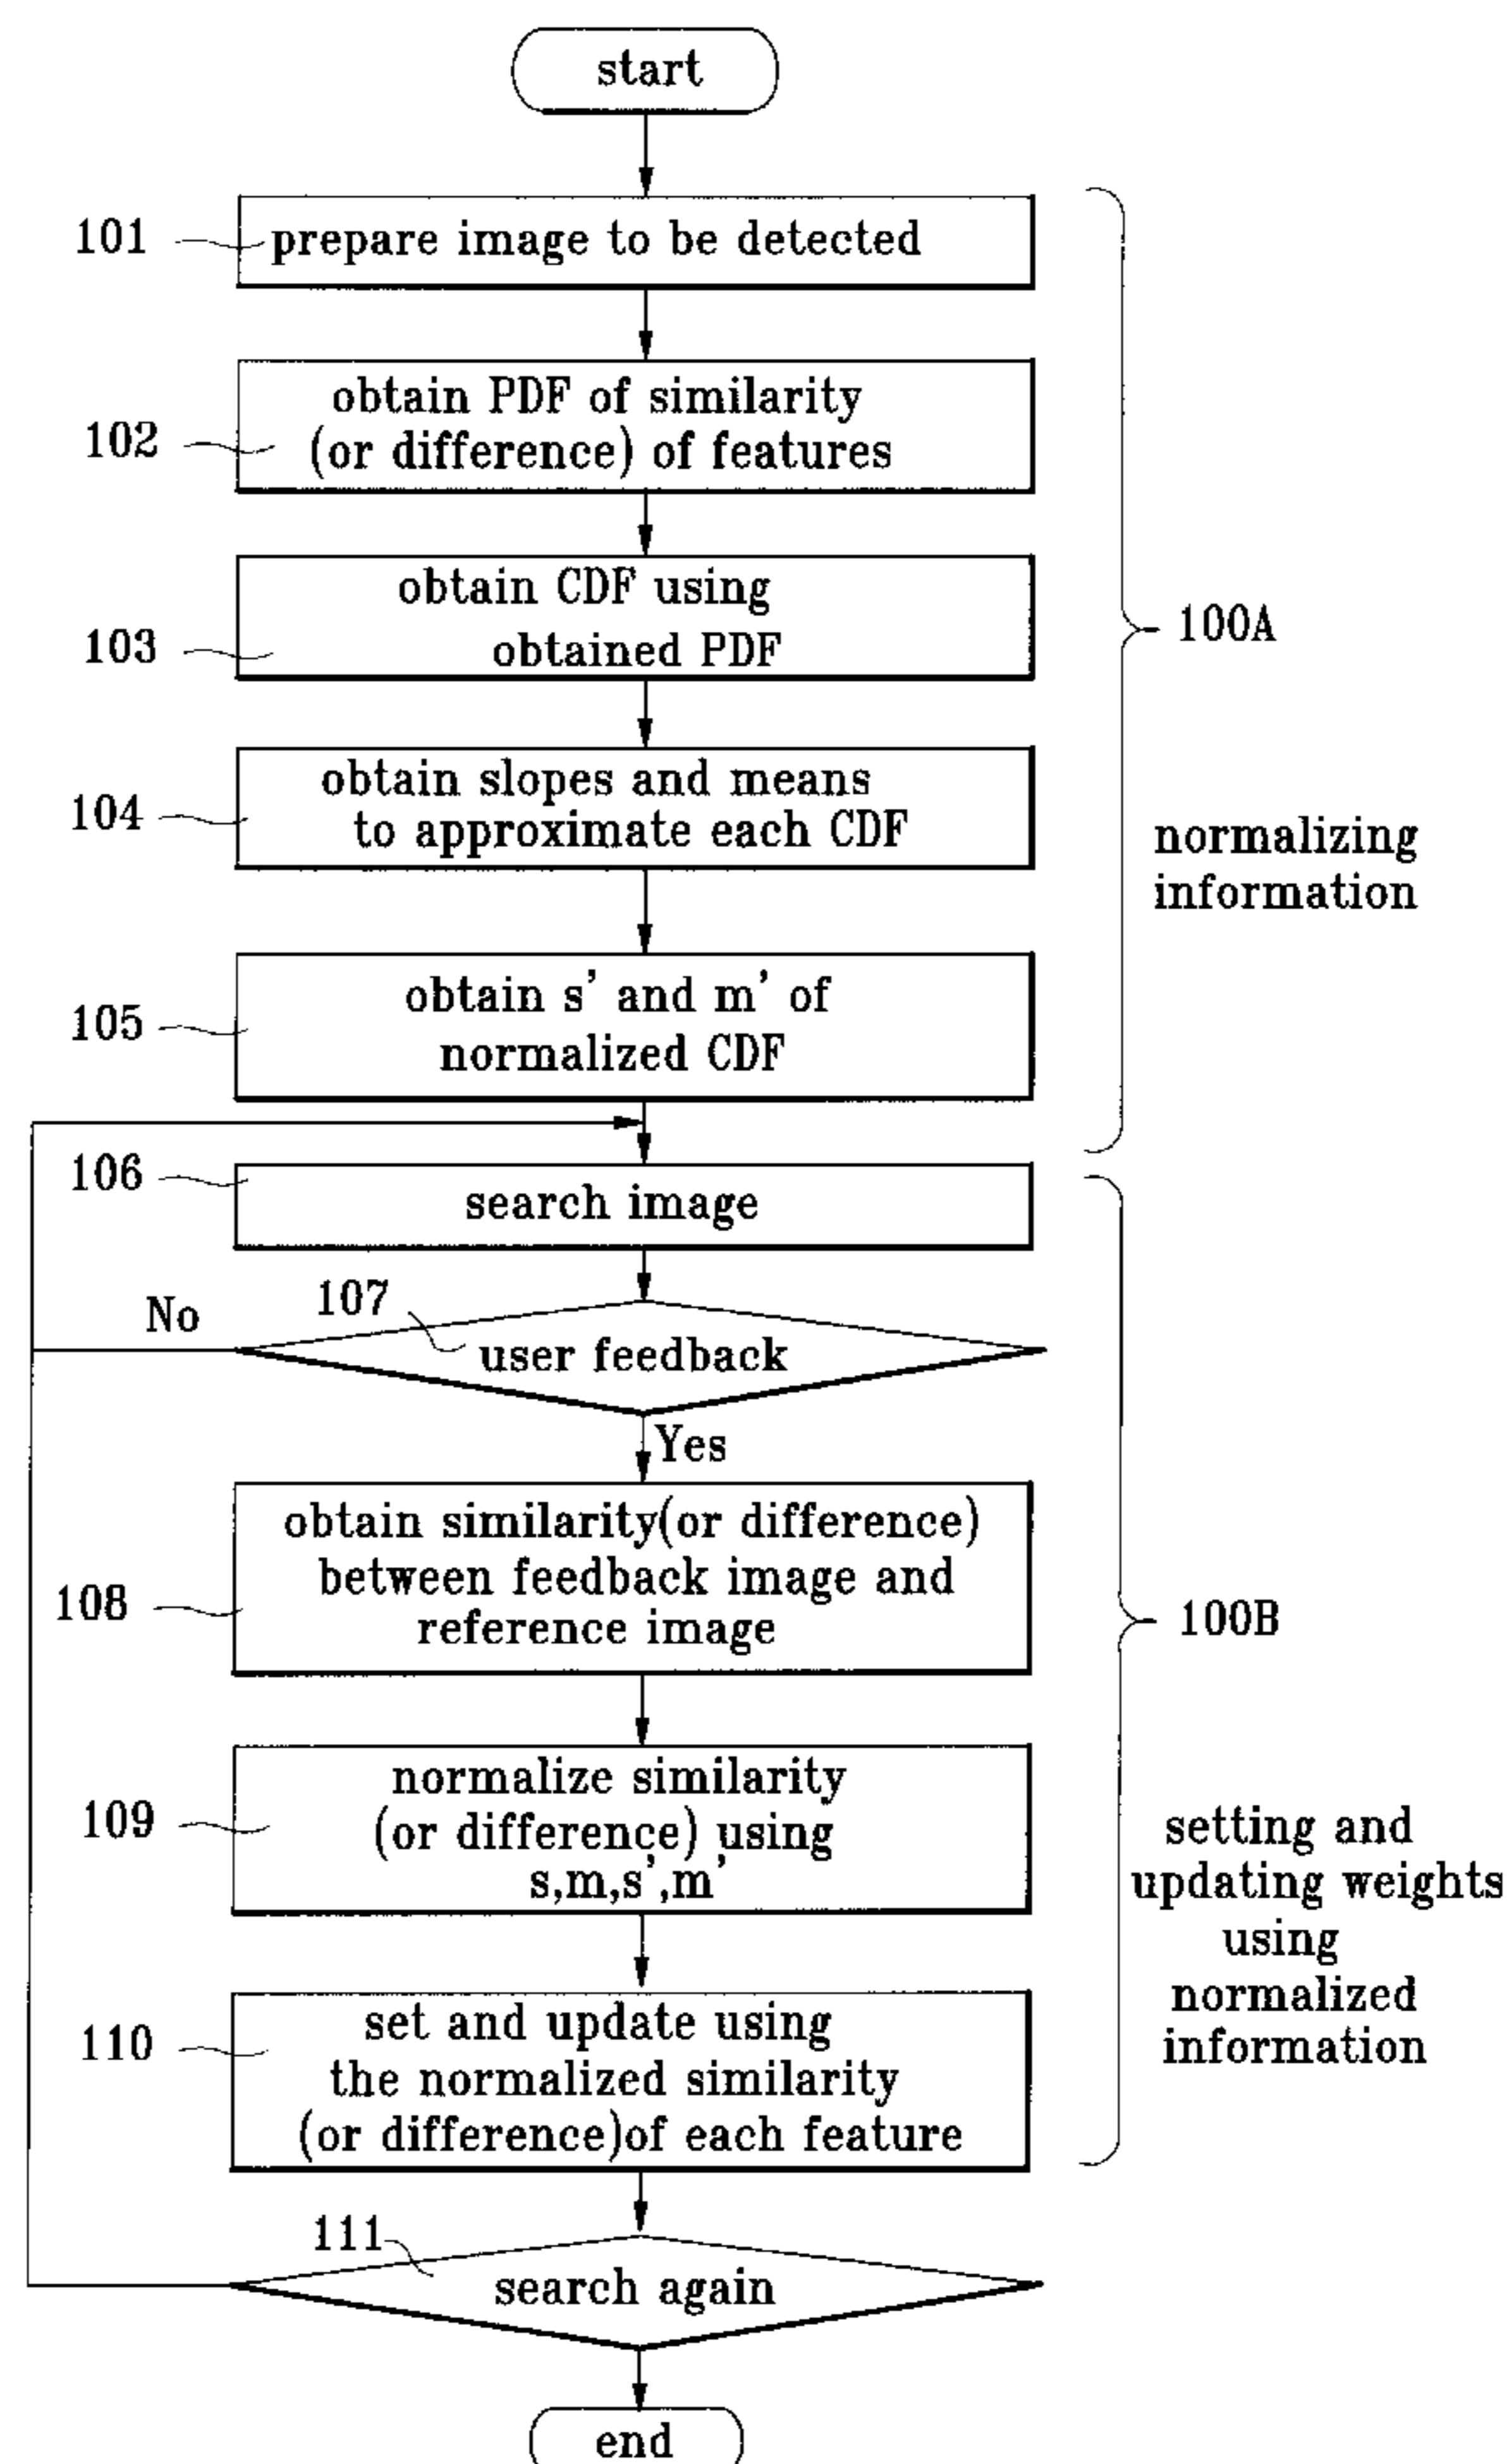 start
101
prepare image to be detected
102
obtain PDF of similarity
(or difference) of features
103
obtain CDF using
obtained PDF
100A
104
obtain slopes and means
to approximate each CDF
normalizing
information
105
obtain s' and m' of
normalized CDF
106
search image
No
107
user feedback
Yes
108
obtain similarity(or difference)
between feedback image and
reference image
100B
109
normalize similarity
(or difference) using
s,m,s',m'
setting and
updating weights
using
normalized
information
110
set and update using
the normalized similarity
(or difference)of each feature
111
search again
end